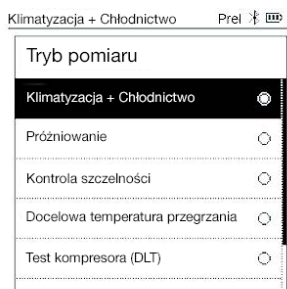 Klimatyzacja + Chłodnictwo Prel
Tryb pomiaru
Klimatyzacja + Chłodnictwo
Próżniowanie
Kontrola szczelności
Docelowa temperatura przegrzania
Test kompresora (DLT)